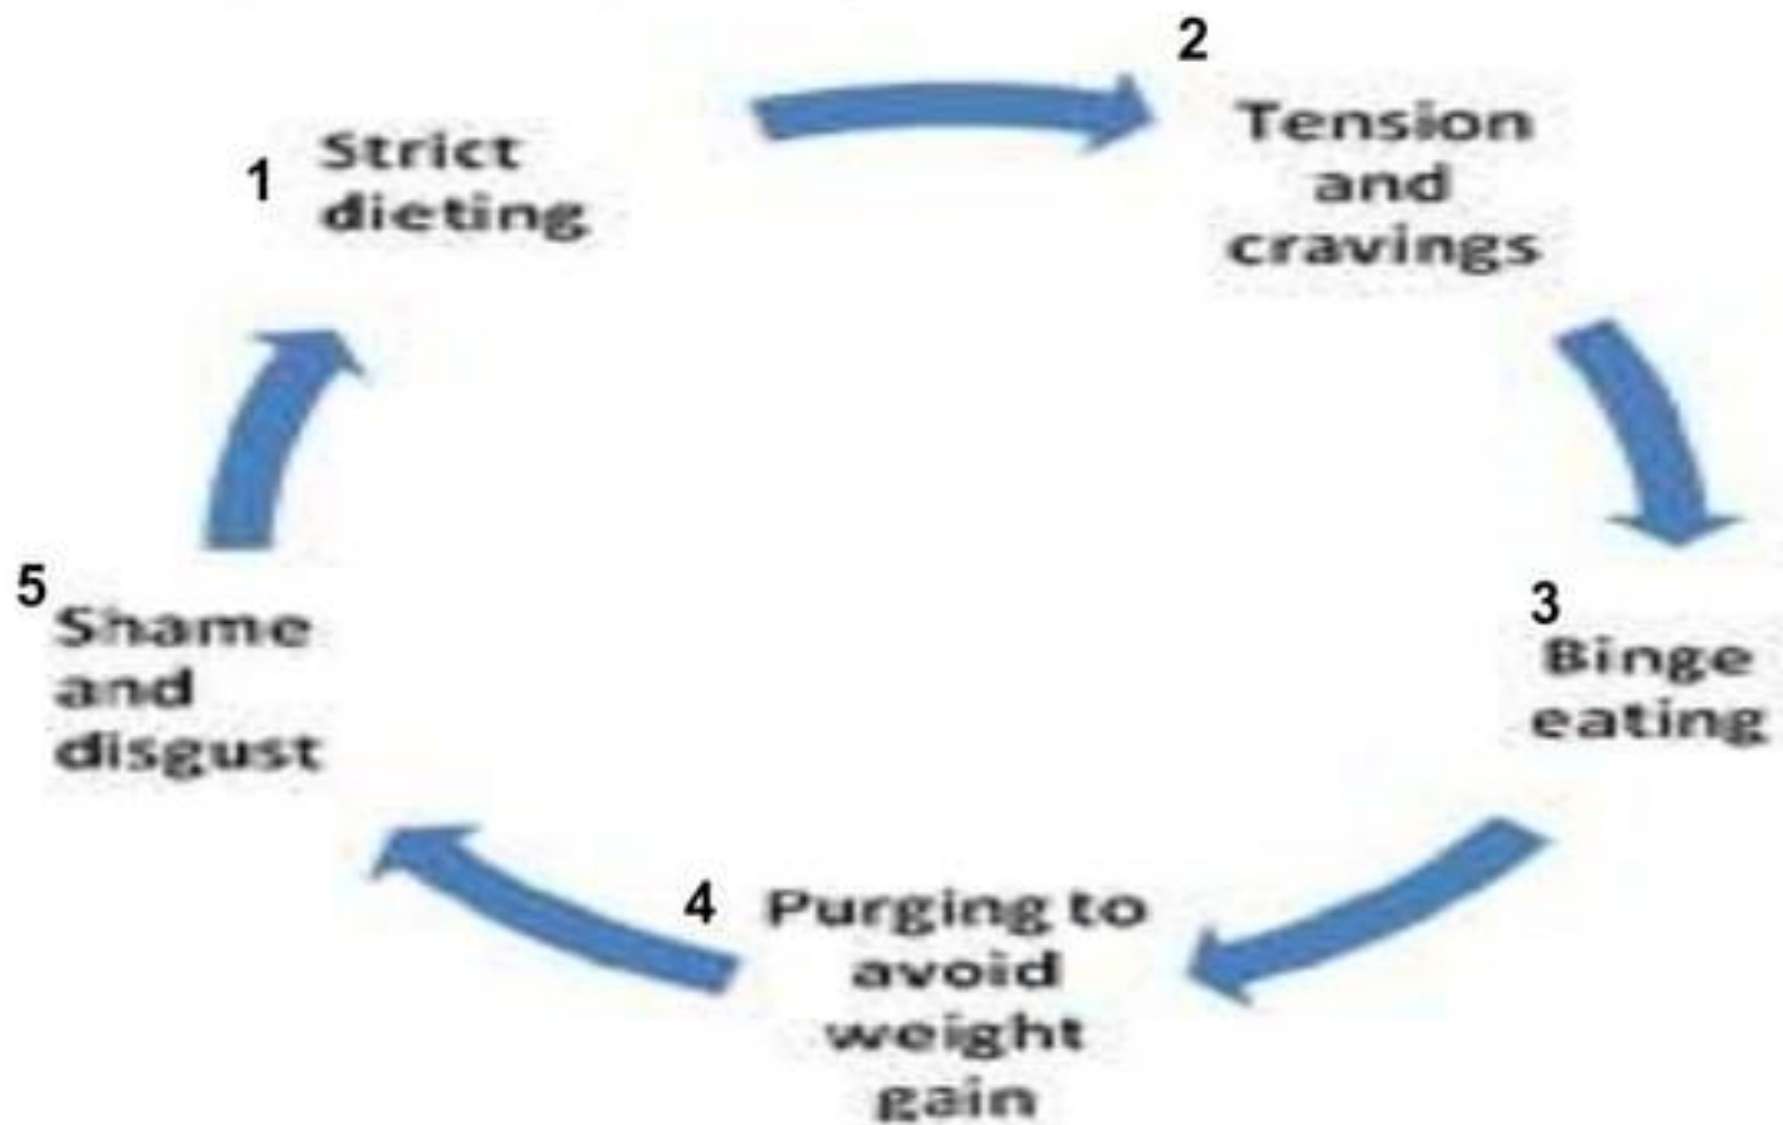 1
Strict
dieting
2
Tension
and
cravings
3
Binge
eating
4
Purging to
avoid
weight
gain
5
Shame
and
disgust